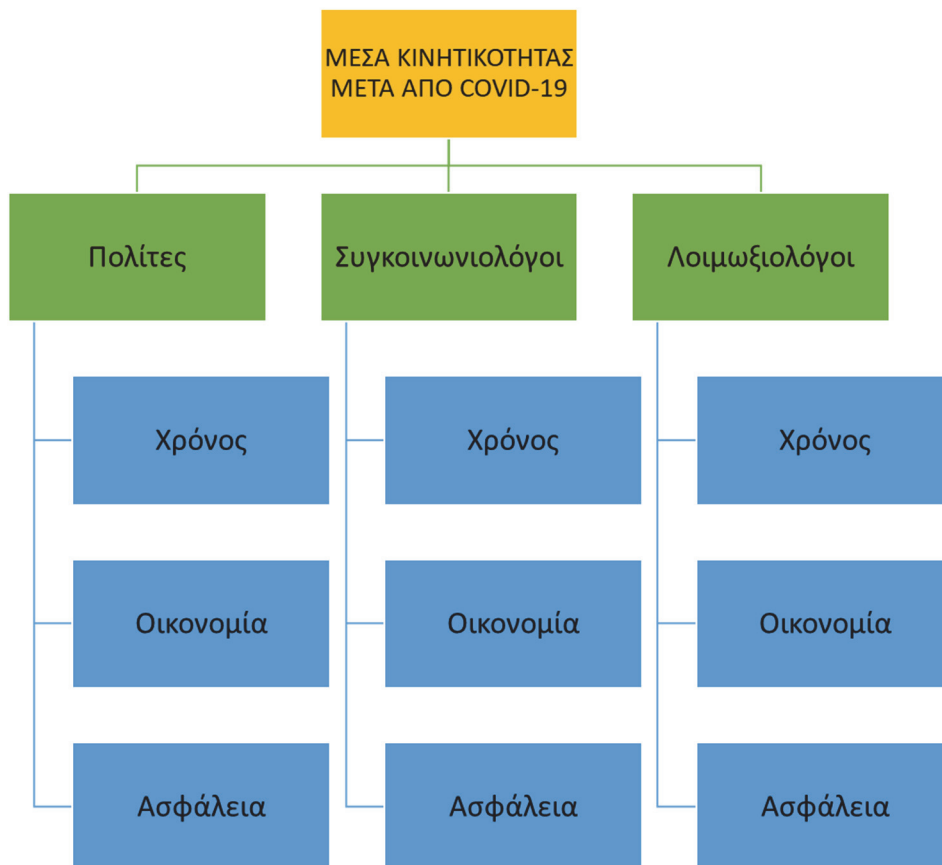 ΜΕΣΑ ΚΙΝΗΤΙΚΟΤΗΤΑΣ
ΜΕΤΑ ΑΠΟ COVID-19
Πολίτες
Συγκοινωνιολόγοι
Λοιμωξιολόγοι
Χρόνος
Χρόνος
Χρόνος
Οικονομία
Οικονομία
Οικονομία
Ασφάλεια
Ασφάλεια
Ασφάλεια